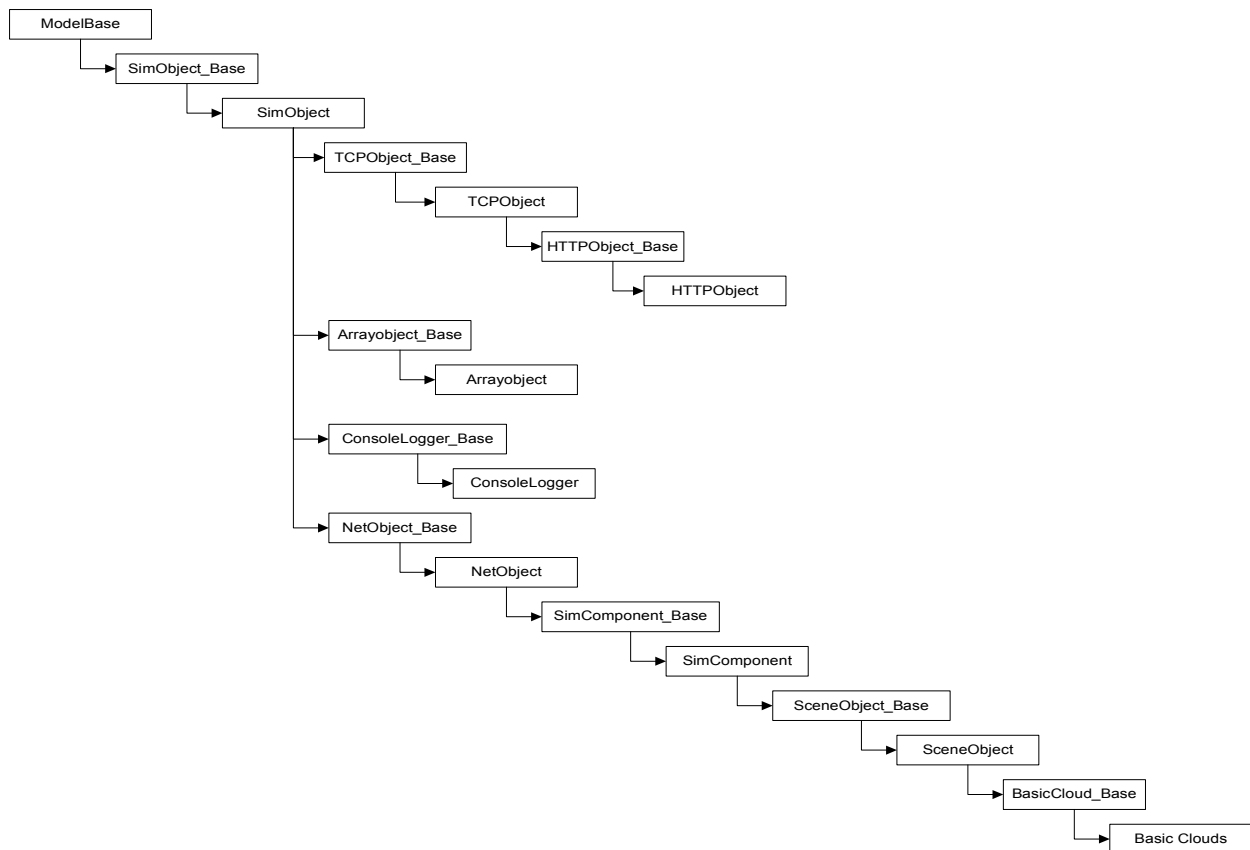 ModelBase
SimObject_Base
SimObject
TCPObject_Base
TCPObject
HTTPObject_Base
HTTPObject
Arrayobject_Base
Arrayobject
ConsoleLogger_Base
ConsoleLogger
NetObject_Base
NetObject
SimComponent_Base
SimComponent
SceneObject_Base
SceneObject
BasicCloud_Base
Basic Clouds